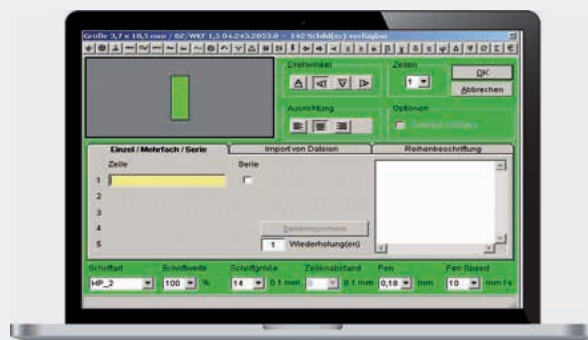 Größe 3,7 x 10,5 mm / BZ/WKF 1,5 04.243.2053.0 - 142 Schild(er) verfügbar
Drehwinkel
Zeilen
1
OK
Abbrechen
Ausrichtung
Optionen
Einzel / Mehrfach / Serie
Import von Dateien
Reihenbeschriftung
Zeile
Serie
1
2
3
4
5
1 Wiederholung(en)
Schriftart Schriftweite Schriftgröße Zeilenabstand Pen Pen Speed
HP_2 100 % 14 0.1 mm 0 0.1 mm 0,18 mm 10 mm / s